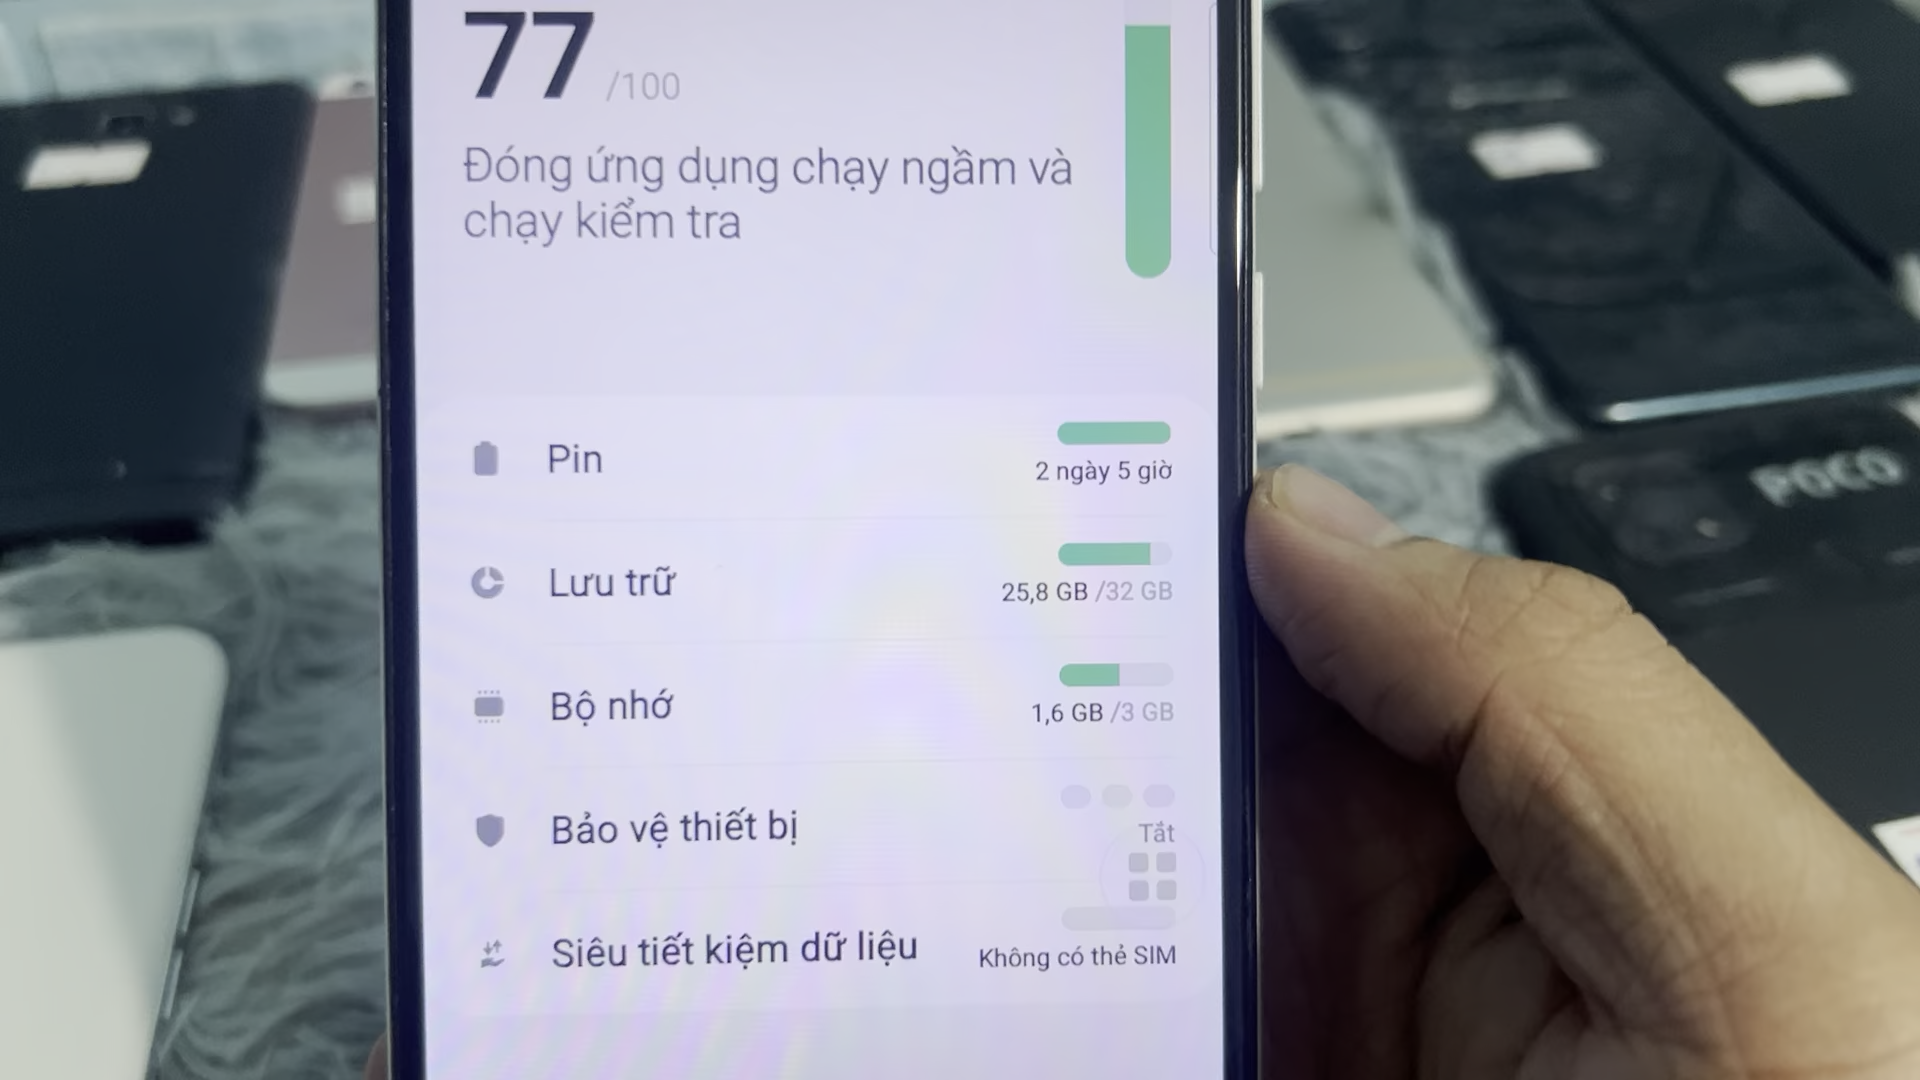 77 /100
Đóng ứng dụng chạy ngầm và
chạy kiểm tra
Pin
2 ngày 5 giờ
Lưu trữ
25,8 GB /32 GB
Bộ nhớ
1,6 GB /3 GB
Bảo vệ thiết bị
Tắt
Siêu tiết kiệm dữ liệu
Không có thẻ SIM
POCO